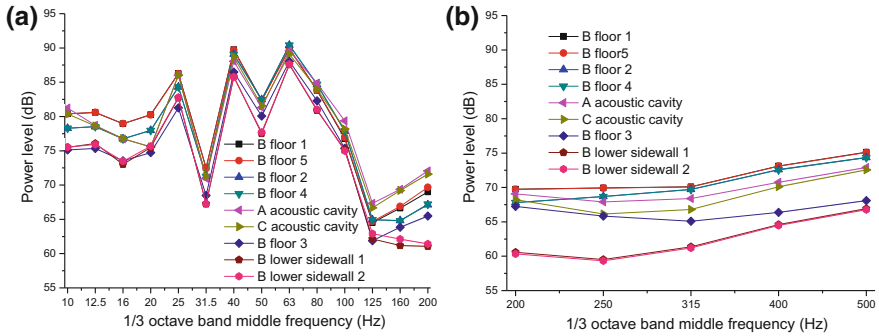 (a)
95
90
85
80
75
70
65
60
55
Power level (dB)
B floor 1
B floor 5
B floor 2
B floor 4
A acoustic cavity
C acoustic cavity
B floor 3
B lower sidewall 1
B lower sidewall 2
10 12.5 16 20 25 31.5 40 50 63 80 100 125 160 200
1/3 octave band middle frequency (Hz)
(b)
95
90
85
80
75
70
65
60
55
Power level (dB)
B floor 1
B floor5
B floor 2
B floor 4
A acoustic cavity
C acoustic cavity
B floor 3
B lower sidewall 1
B lower sidewall 2
200 250 315 400 500
1/3 octave band middle frequency (Hz)